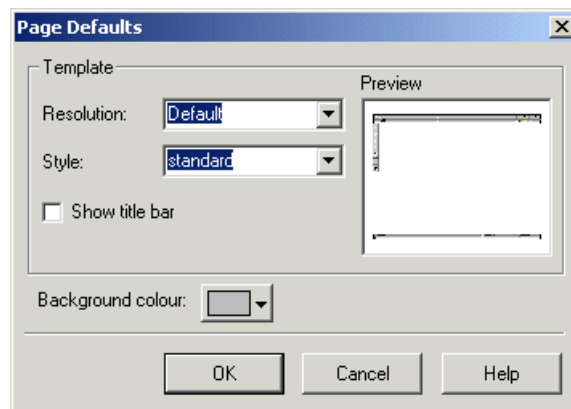 Page Defaults
Template
Preview
Resolution: Default
Style: standard
Show title bar
Background colour:
OK Cancel Help